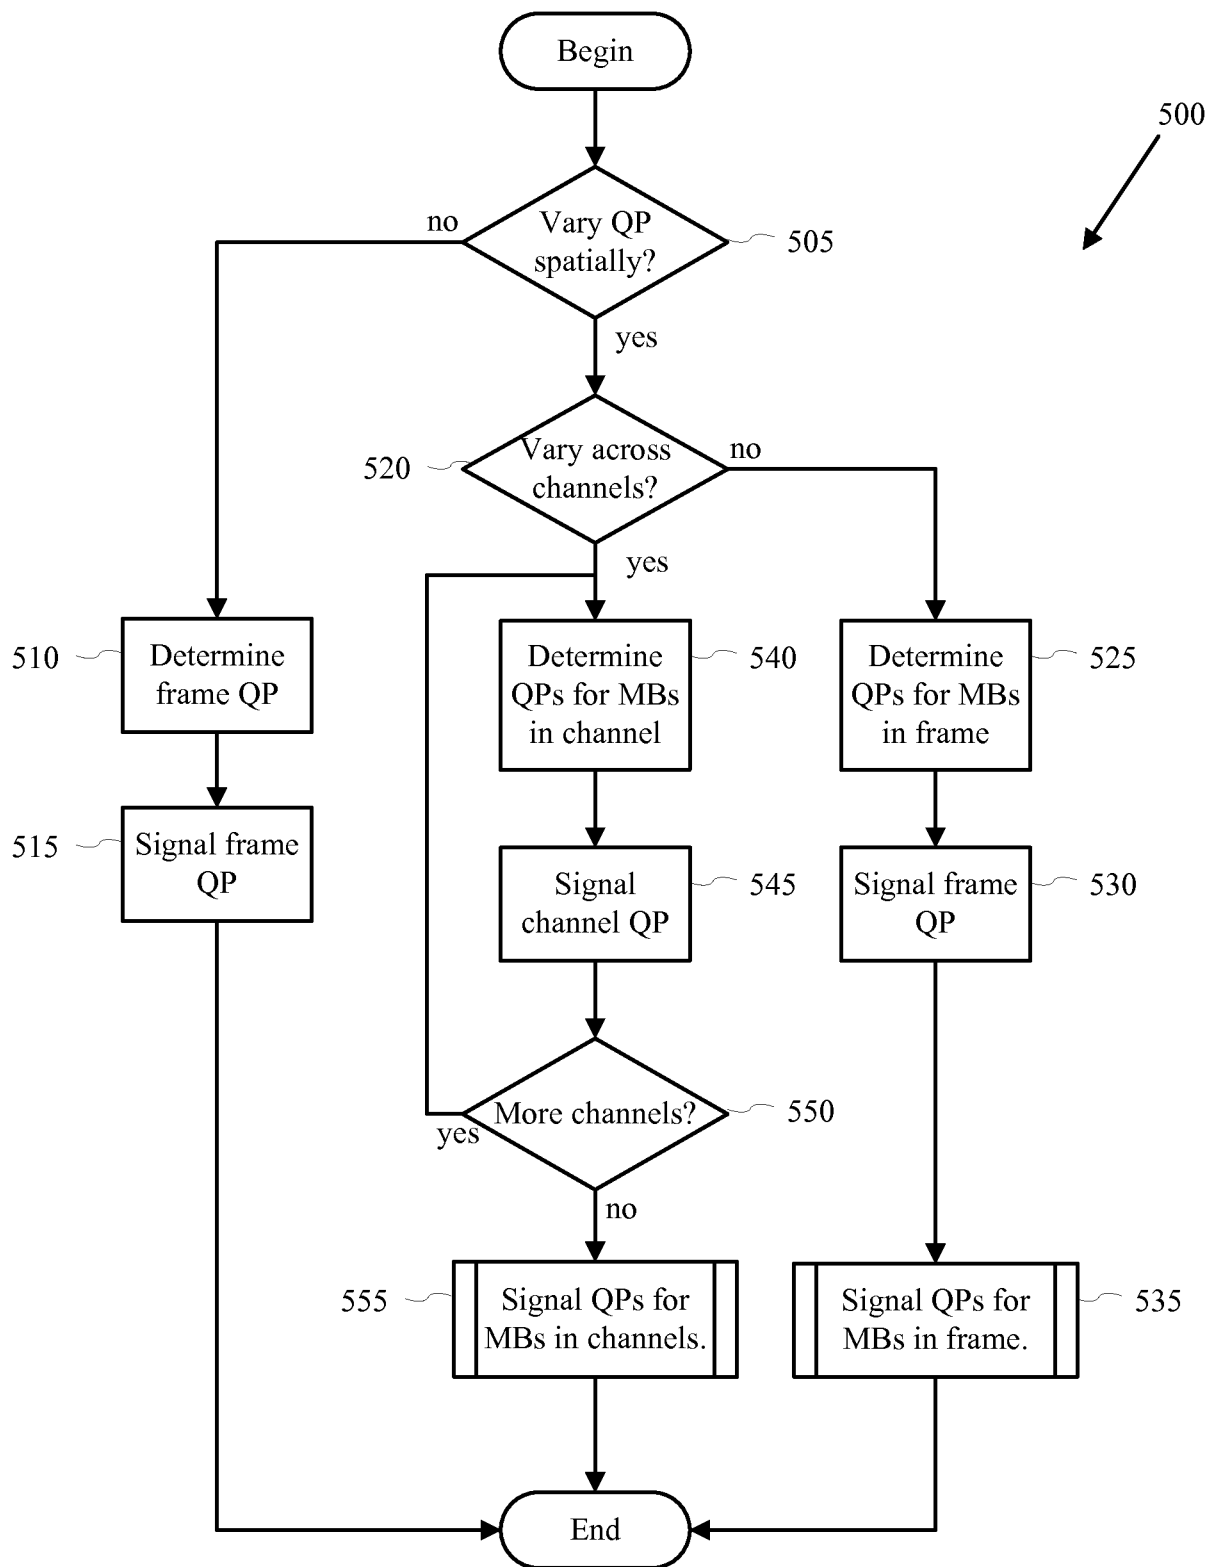 Begin
500
Vary QP
spatially?
505
no
yes
Vary across
channels?
520
no
yes
510
Determine
frame QP
Determine
QPs for MBs
in channel
540
Determine
QPs for MBs
in frame
525
515
Signal frame
QP
Signal
channel QP
545
Signal frame
QP
530
More channels?
550
yes
no
555
Signal QPs for
MBs in channels.
Signal QPs for
MBs in frame.
535
End